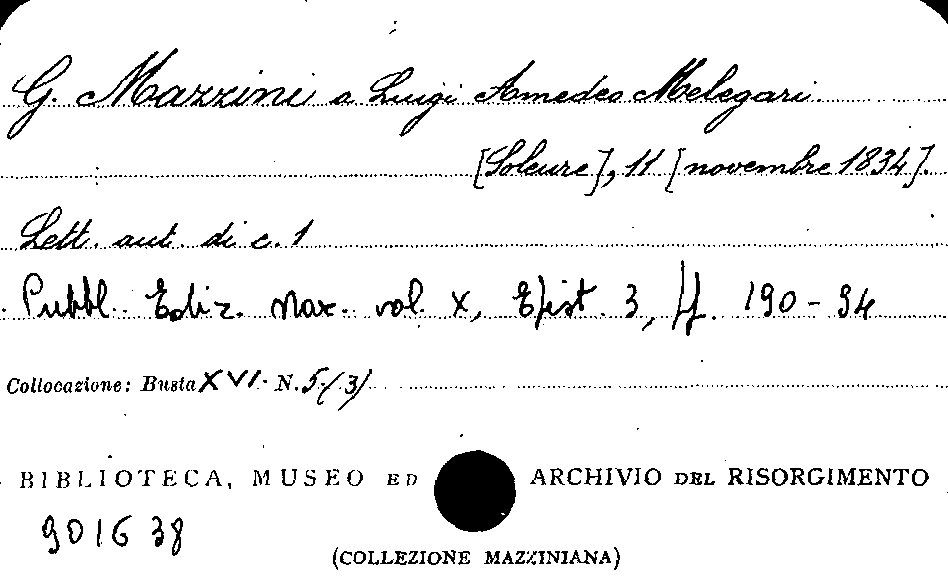 G. Mazzini a Luigi Amedeo Melegari.
[Soleure], 11 [novembre 1834].
Lett. aut. di c. 1
Pubbl. Ediz. Naz. vol. X, Epist. 3, pp. 190-94
Collocazione: Busta XVI. N. 5/(3)
BIBLIOTECA, MUSEO ED ARCHIVIO DEL RISORGIMENTO
901638
(COLLEZIONE MAZZINIANA)